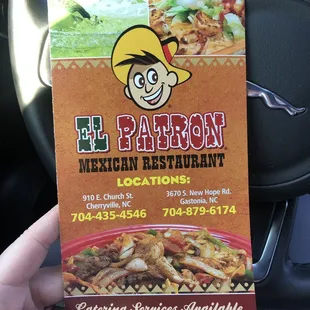 EL PATRON
MEXICAN RESTAURANT
LOCATIONS:
910 E. Church St.
Cherryville, NC
704-435-4546
3670 S. New Hope Rd.
Gastonia, NC
704-879-6174
Catering Services Available